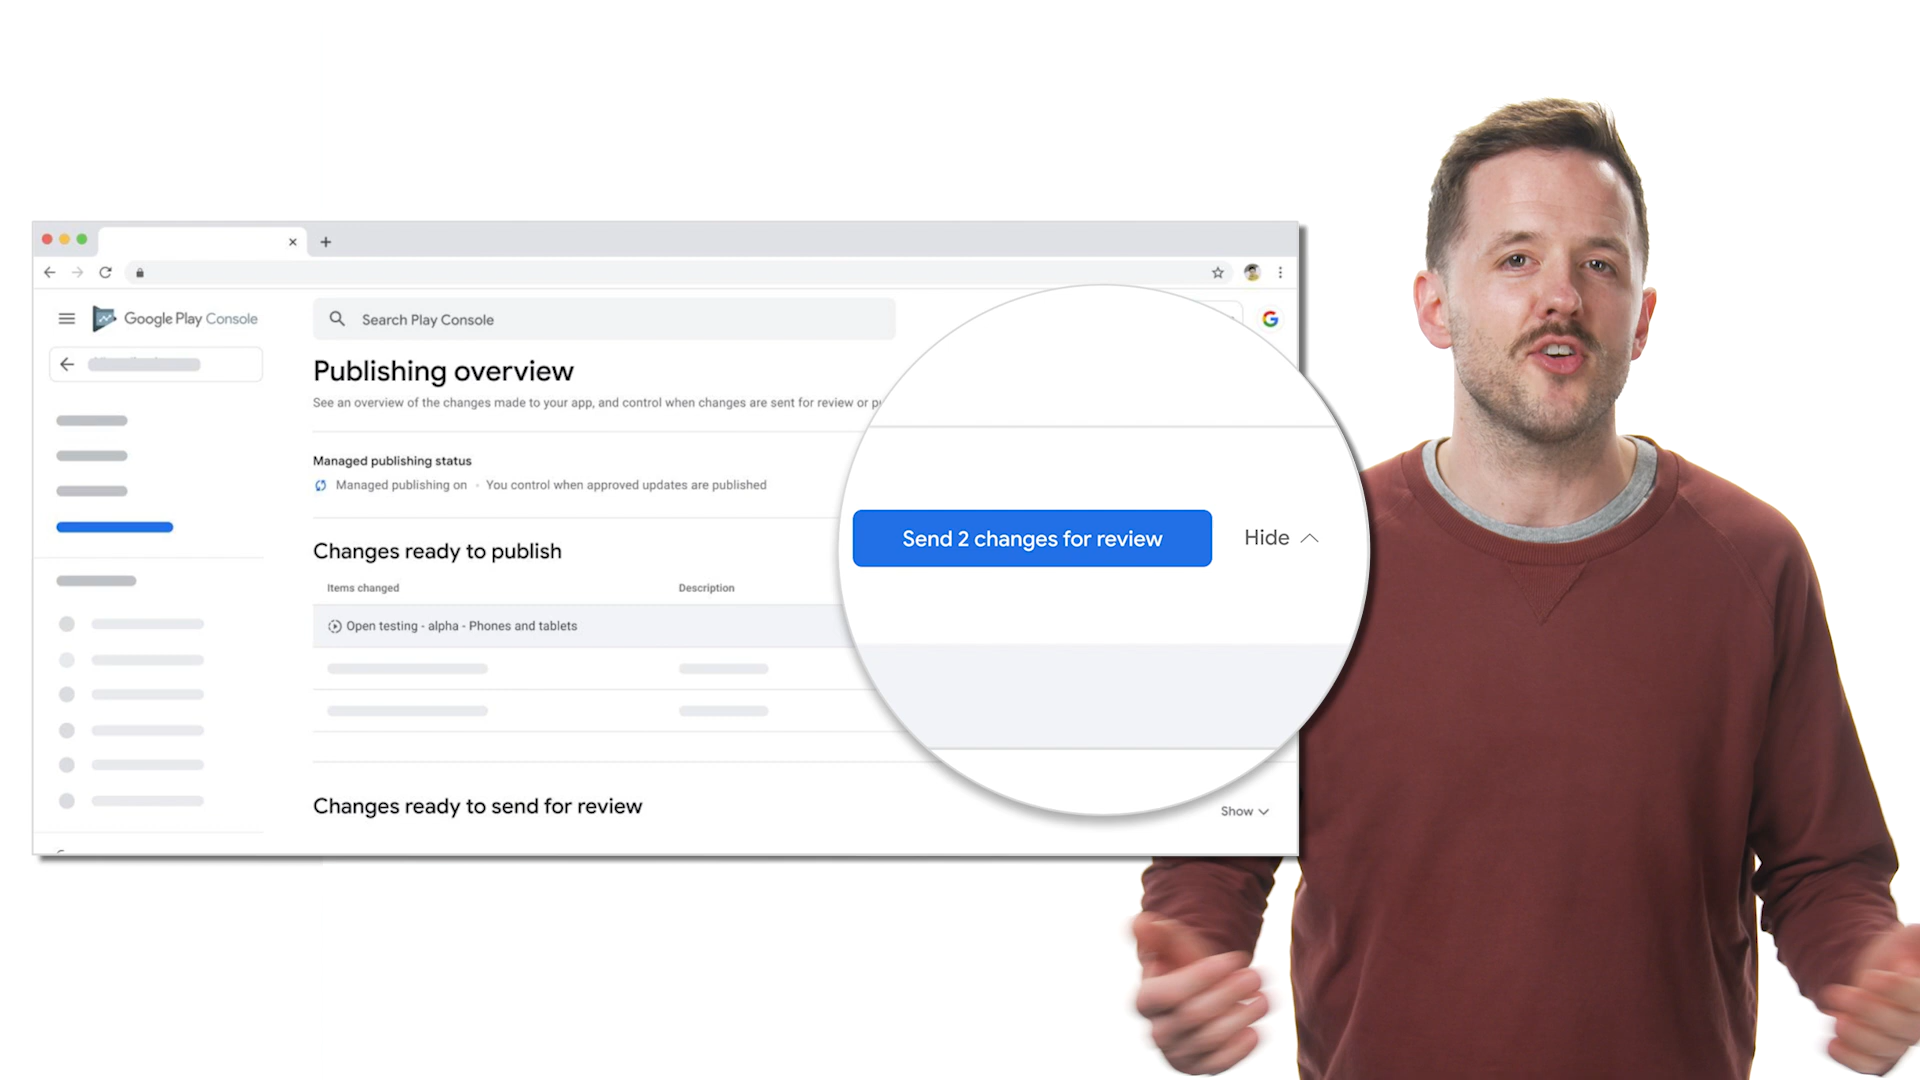 Google Play Console
Search Play Console
Publishing overview
See an overview of the changes made to your app, and control when changes are sent for review or
Managed publishing status
Managed publishing on - You control when approved updates are published
Changes ready to publish
Send 2 changes for review
Hide
Items changed
Description
Open testing - alpha - Phones and tablets
Changes ready to send for review
Show